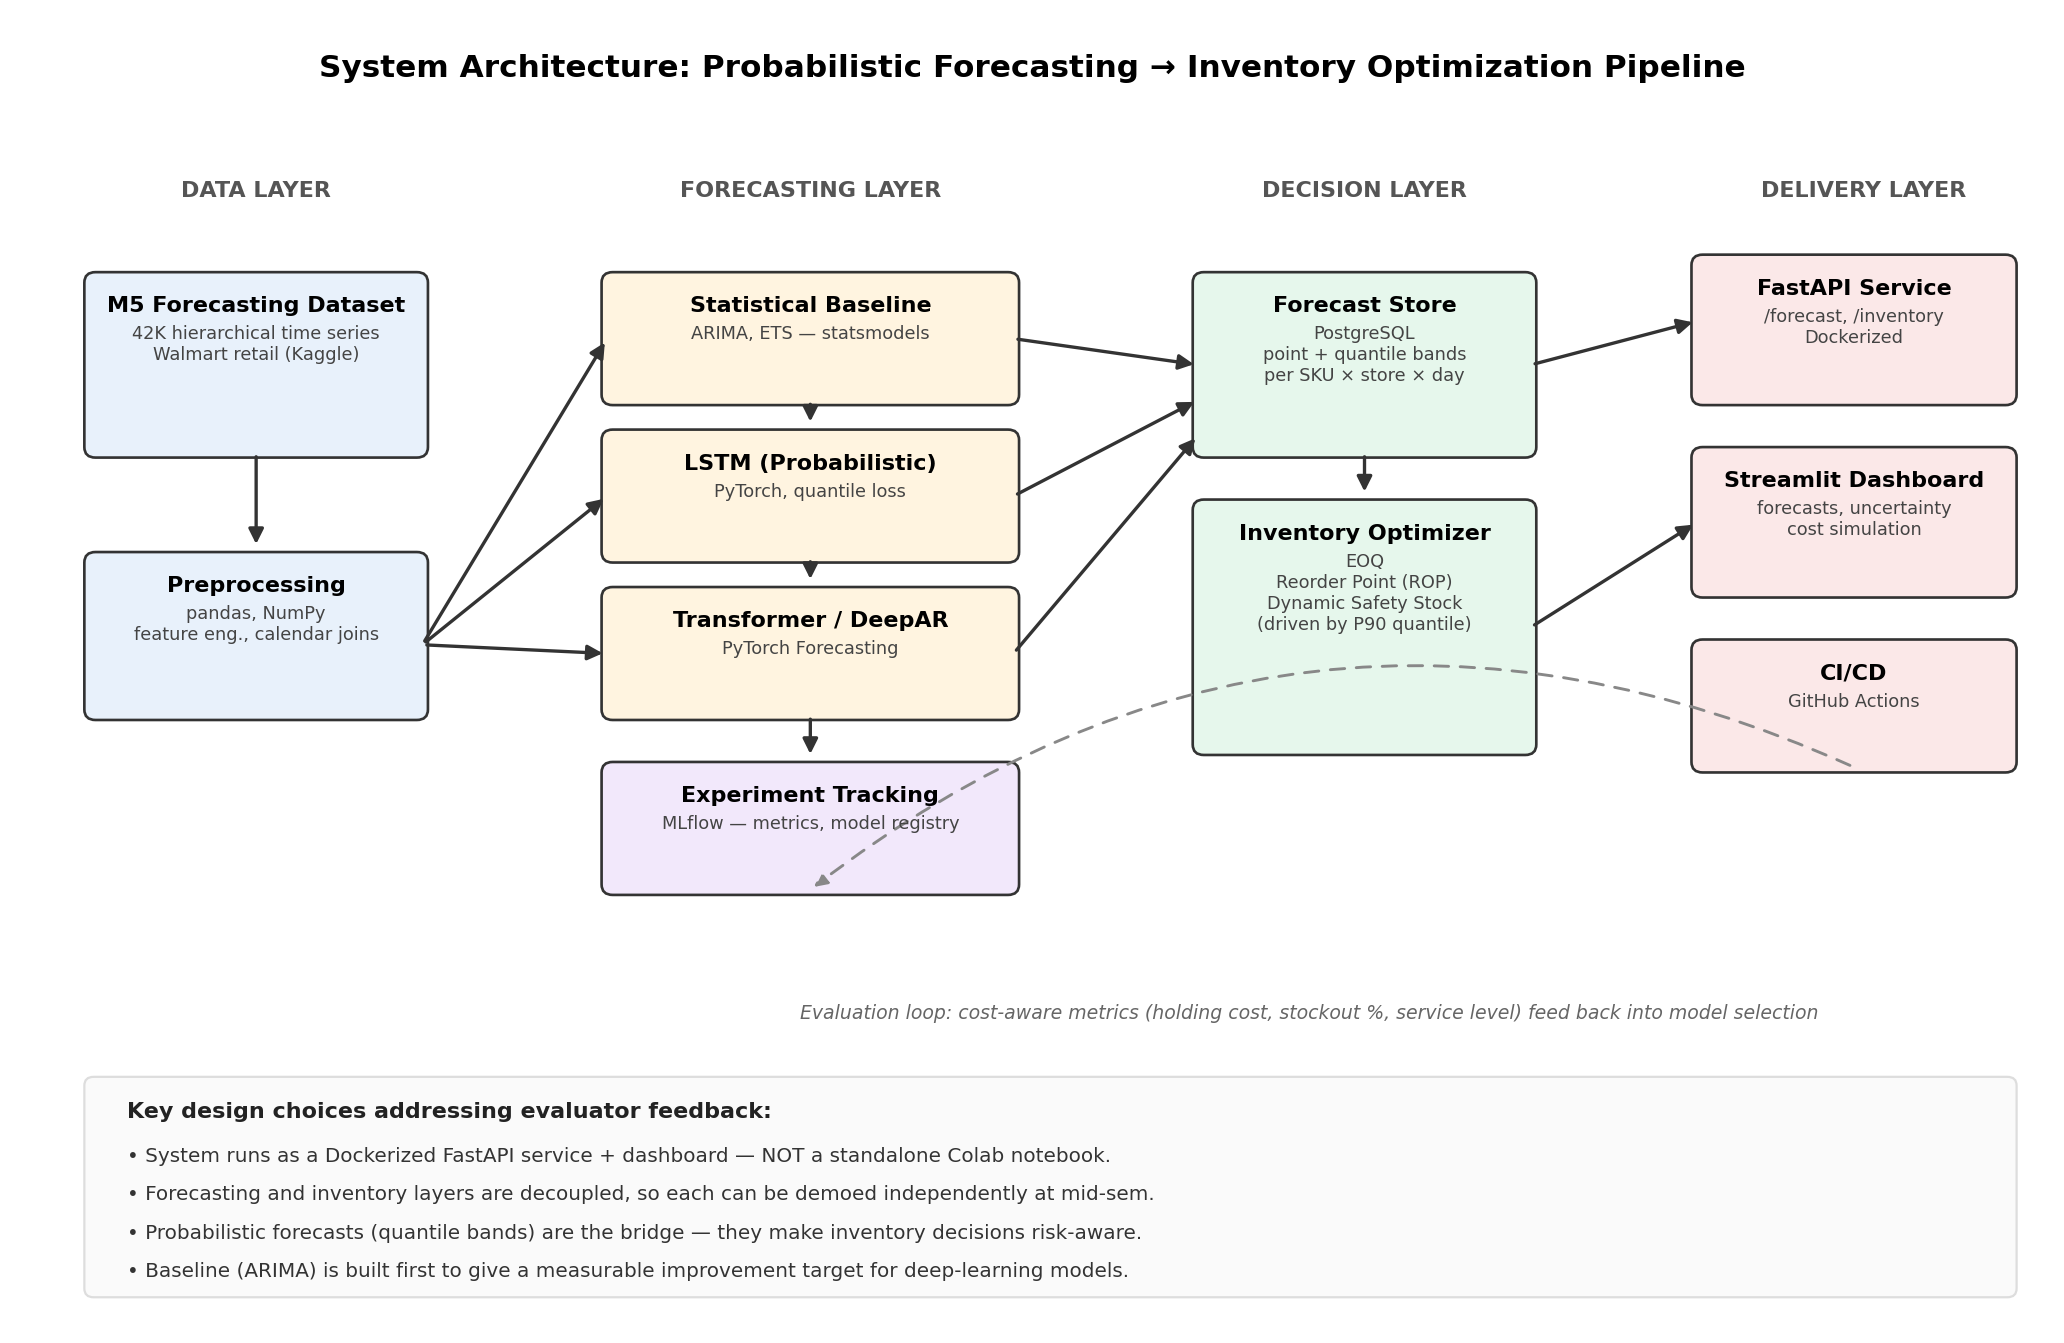 System Architecture: Probabilistic Forecasting → Inventory Optimization Pipeline
DATA LAYER
FORECASTING LAYER
DECISION LAYER
DELIVERY LAYER
M5 Forecasting Dataset
42K hierarchical time series
Walmart retail (Kaggle)
Preprocessing
pandas, NumPy
feature eng., calendar joins
Statistical Baseline
ARIMA, ETS — statsmodels
LSTM (Probabilistic)
PyTorch, quantile loss
Transformer / DeepAR
PyTorch Forecasting
Experiment Tracking
MLflow — metrics, model registry
Forecast Store
PostgreSQL
point + quantile bands
per SKU × store × day
Inventory Optimizer
EOQ
Reorder Point (ROP)
Dynamic Safety Stock
(driven by P90 quantile)
FastAPI Service
/forecast, /inventory
Dockerized
Streamlit Dashboard
forecasts, uncertainty
cost simulation
CI/CD
GitHub Actions
Evaluation loop: cost-aware metrics (holding cost, stockout %, service level) feed back into model selection
Key design choices addressing evaluator feedback:
• System runs as a Dockerized FastAPI service + dashboard — NOT a standalone Colab notebook.
• Forecasting and inventory layers are decoupled, so each can be demoed independently at mid-sem.
• Probabilistic forecasts (quantile bands) are the bridge — they make inventory decisions risk-aware.
• Baseline (ARIMA) is built first to give a measurable improvement target for deep-learning models.